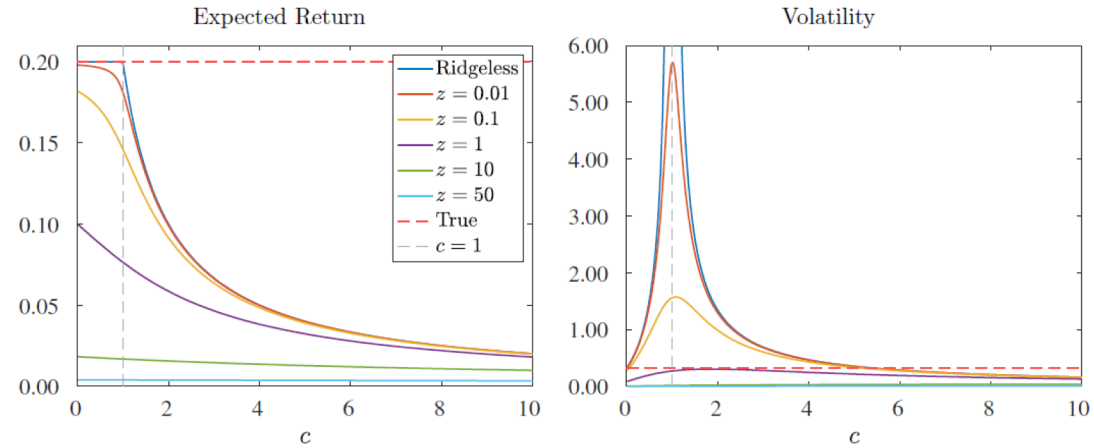 Expected Return
0.20
0.15
0.10
0.05
0.00
0 2 4 6 8 10
c
Ridgeless
z = 0.01
z = 0.1
z = 1
z = 10
z = 50
True
c = 1
Volatility
6.00
5.00
4.00
3.00
2.00
1.00
0.00
0 2 4 6 8 10
c